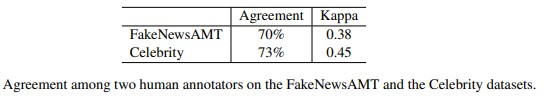 Agreement Kappa
FakeNewsAMT 70% 0.38
Celebrity 73% 0.45
Agreement among two human annotators on the FakeNewsAMT and the Celebrity datasets.